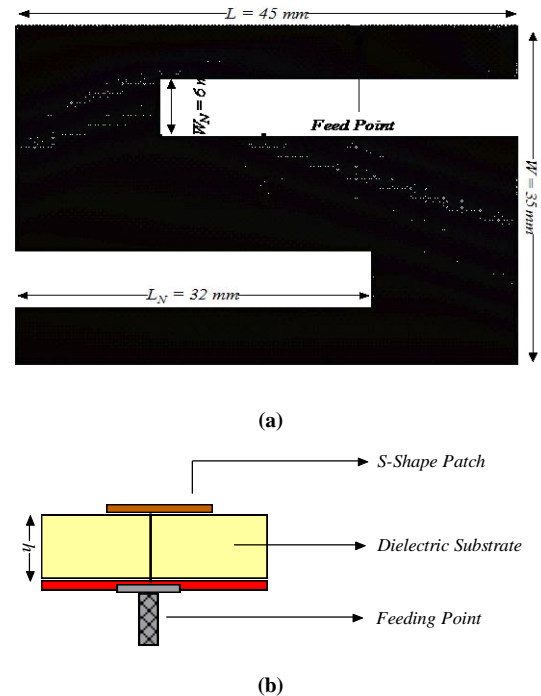 L = 45 mm
W_N = 6
Feed Point
W = 35 mm
L_N = 32 mm
(a)
S-Shape Patch
h
Dielectric Substrate
Feeding Point
(b)